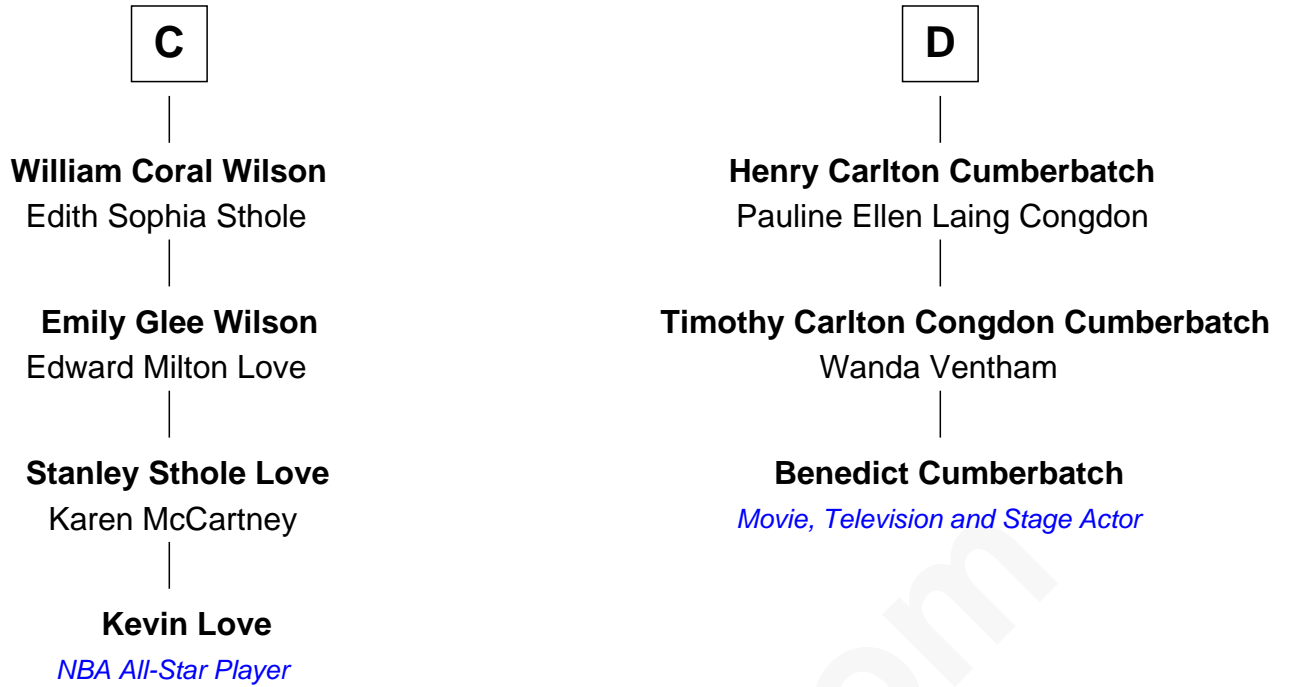 C
William Coral Wilson
Edith Sophia Sthole
Emily Glee Wilson
Edward Milton Love
Stanley Sthole Love
Karen McCartney
Kevin Love
NBA All-Star Player
D
Henry Carlton Cumberbatch
Pauline Ellen Laing Congdon
Timothy Carlton Congdon Cumberbatch
Wanda Ventham
Benedict Cumberbatch
Movie, Television and Stage Actor